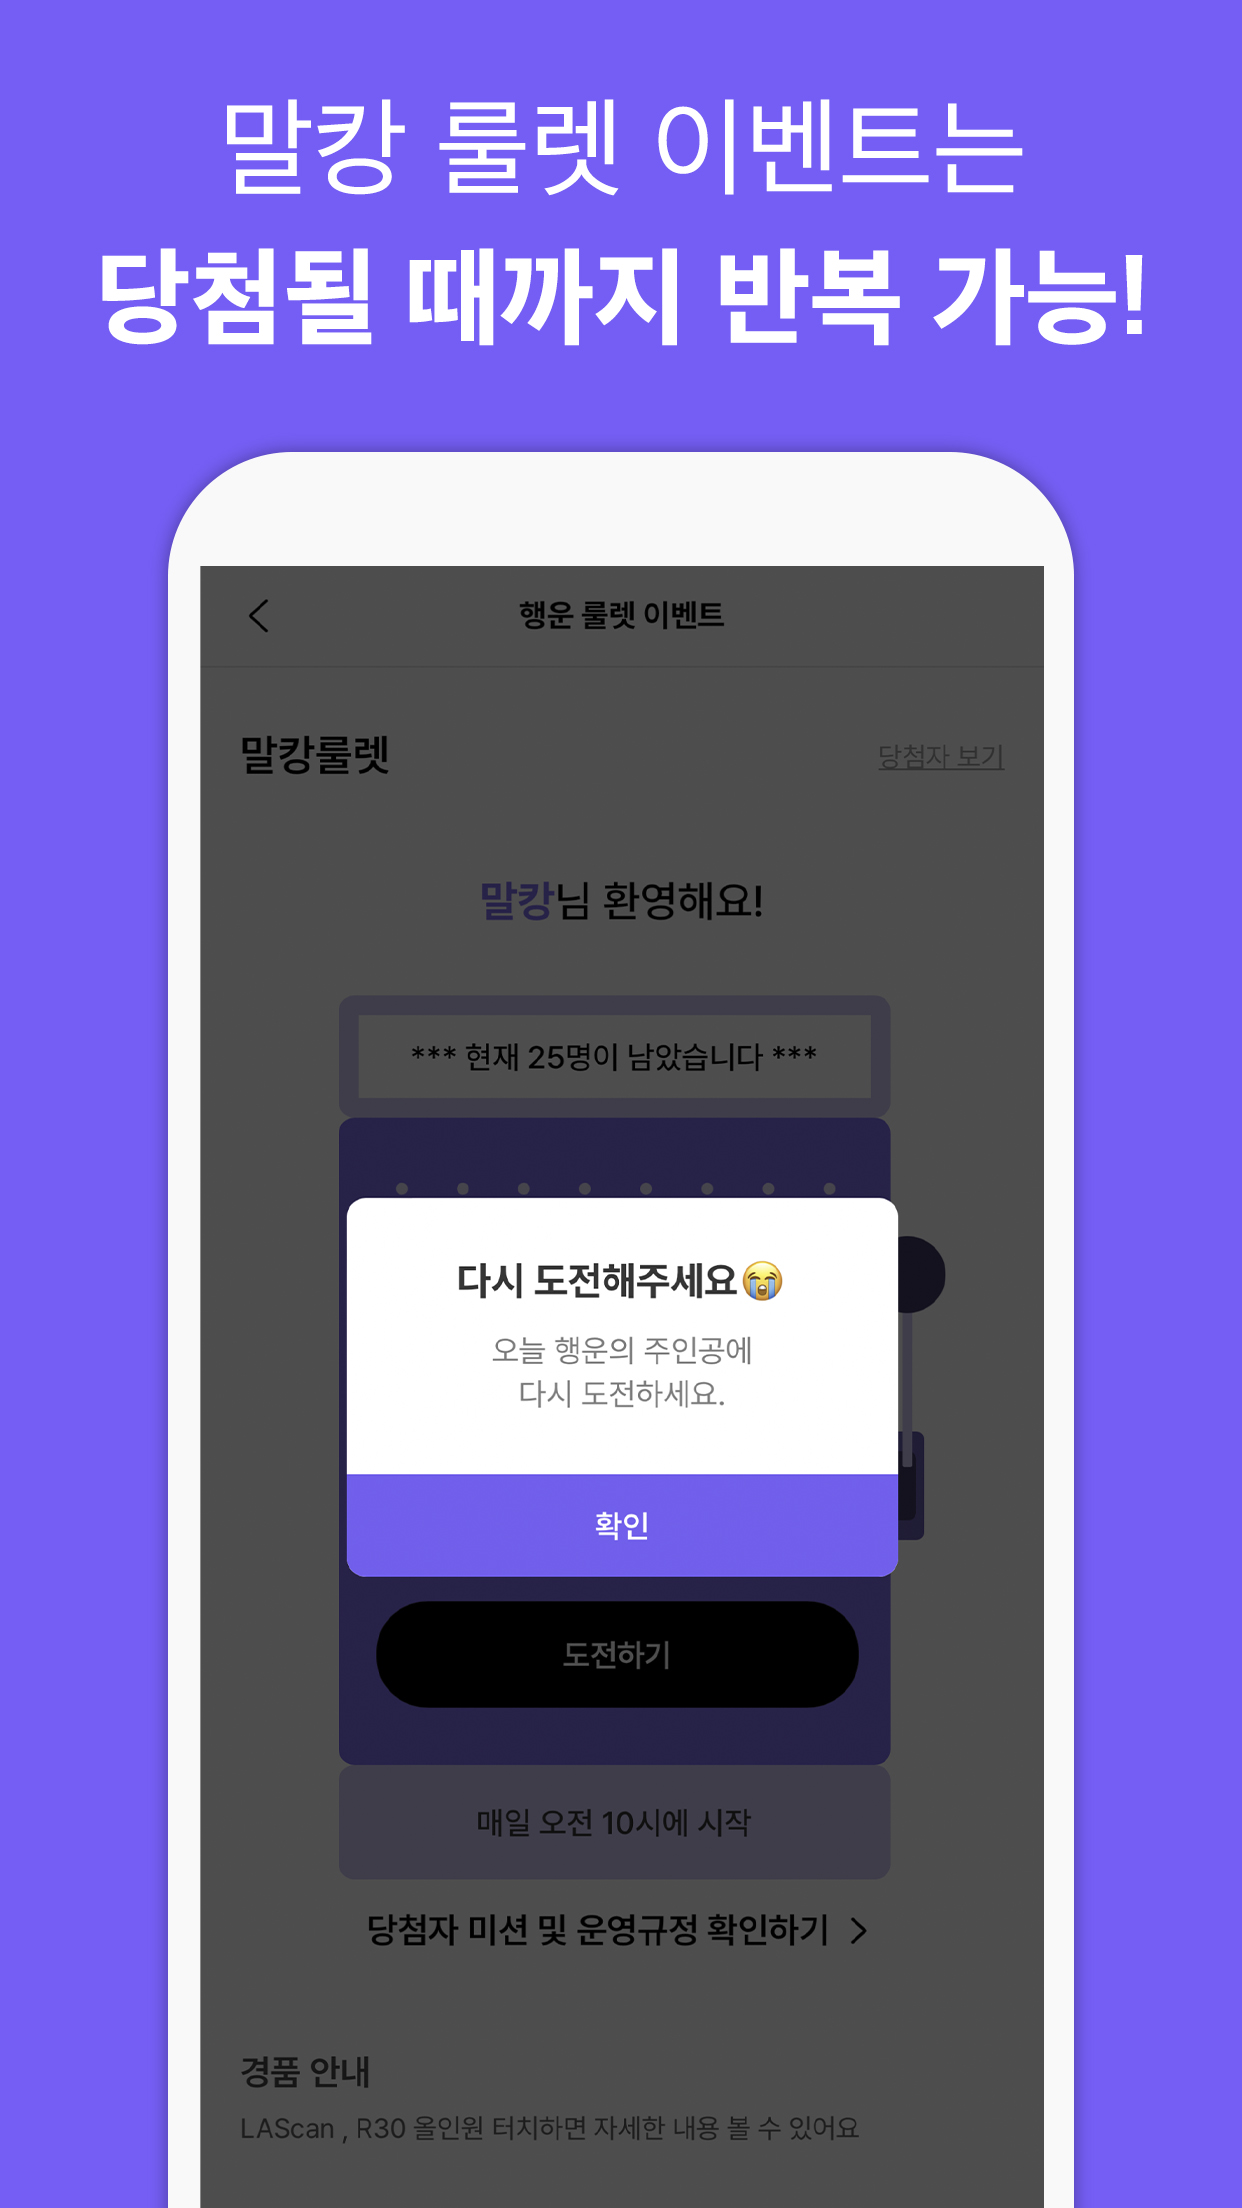 말캉 룰렛 이벤트는
당첨될 때까지 반복 가능!
행운 룰렛 이벤트
말캉룰렛
당첨자 보기
말캉님 환영해요!
*** 현재 25명이 남았습니다 ***
다시 도전해주세요😭
오늘 행운의 주인공에
다시 도전하세요.
확인
도전하기
매일 오전 10시에 시작
당첨자 미션 및 운영규정 확인하기
경품 안내
LAScan , R30 올인원 터치하면 자세한 내용 볼 수 있어요